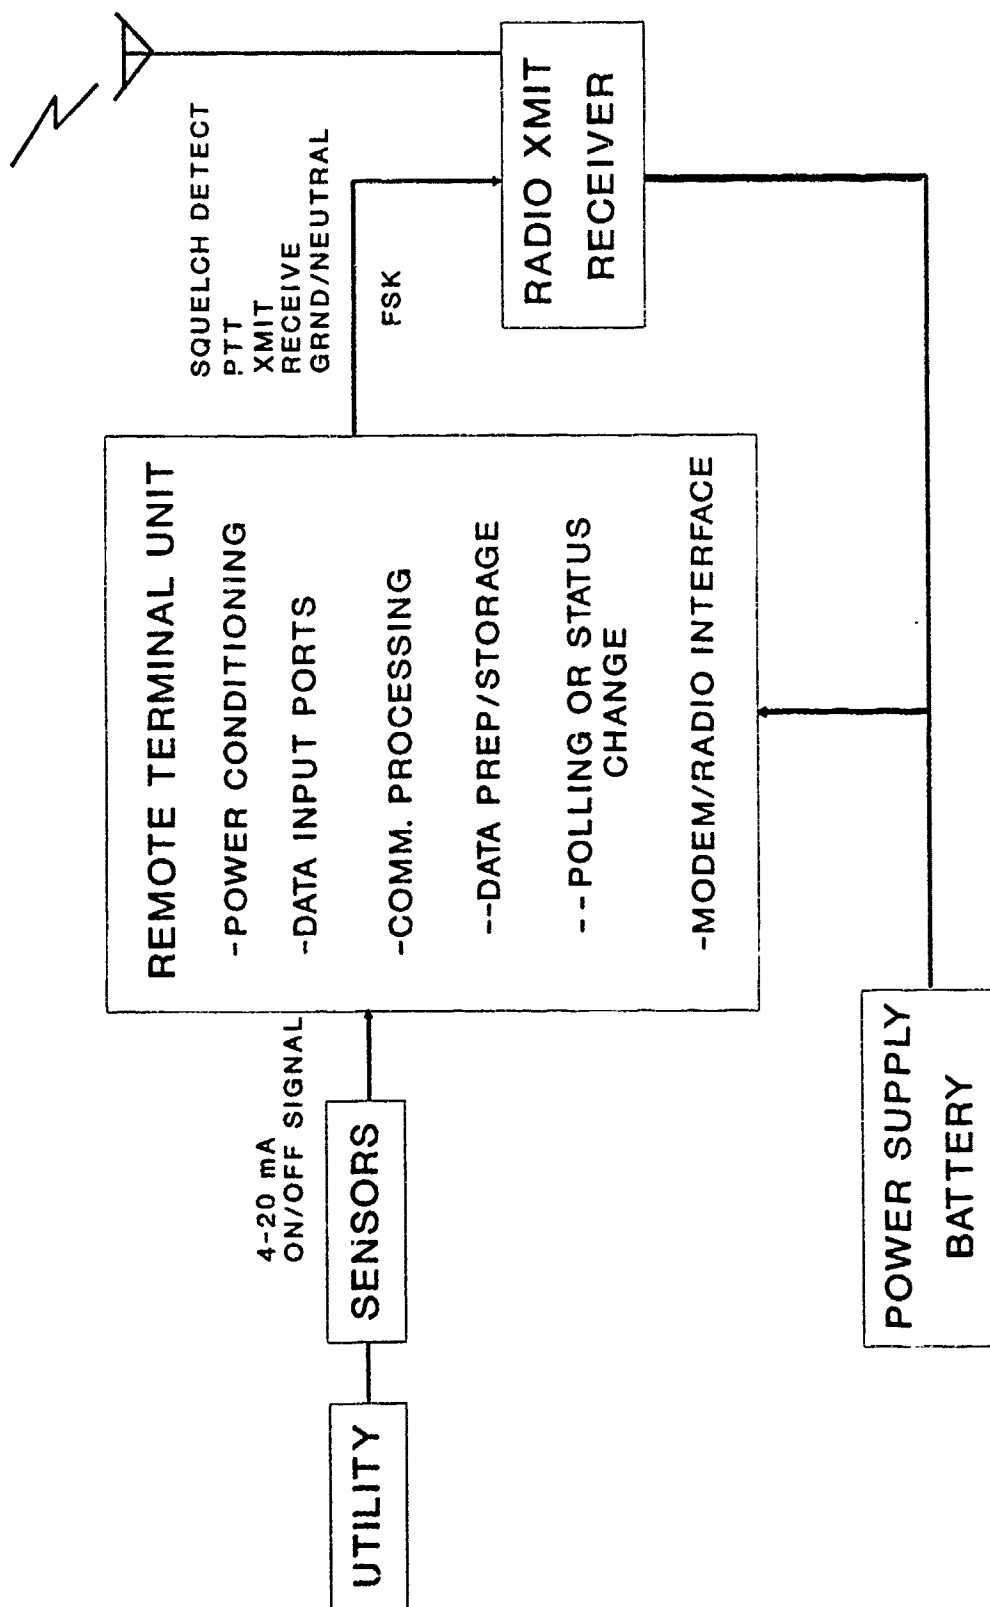 UTILITY
SENSORS
4-20 mA
ON/OFF SIGNAL
REMOTE TERMINAL UNIT
-POWER CONDITIONING
-DATA INPUT PORTS
-COMM. PROCESSING
--DATA PREP/STORAGE
---POLLING OR STATUS
CHANGE
-MODEM/RADIO INTERFACE
SQUELCH DETECT
PTT
XMIT
RECEIVE
GRND/NEUTRAL
FSK
RADIO XMIT
RECEIVER
POWER SUPPLY
BATTERY